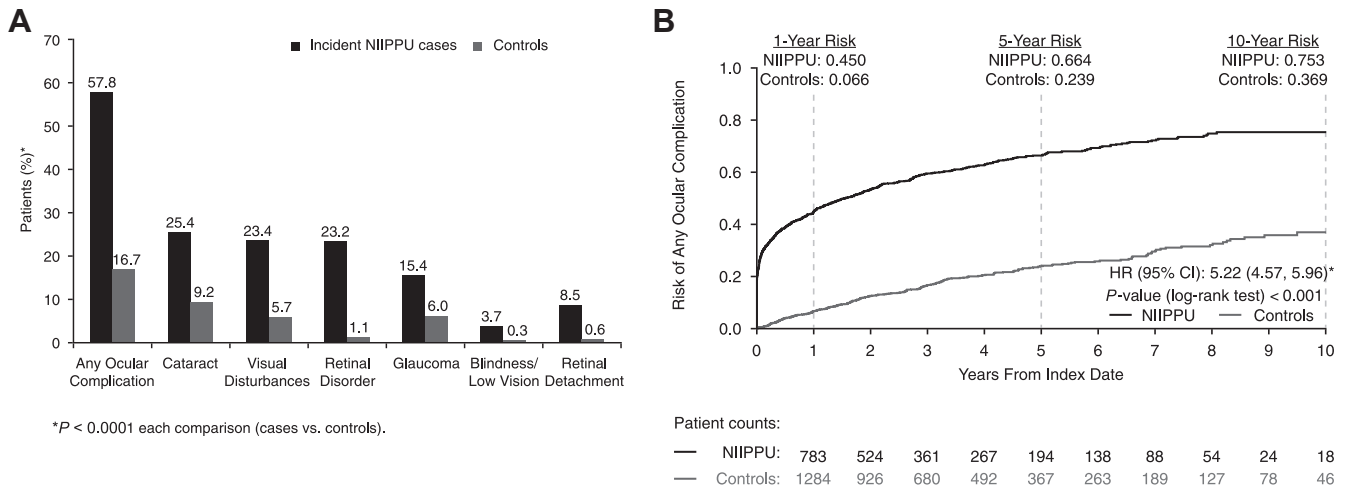 A
70
60
50
40
30
20
10
0
Patients (%)*
Incident NIIPPU cases
Controls
57.8
16.7
25.4
9.2
23.4
5.7
23.2
1.1
15.4
6.0
3.7
0.3
8.5
0.6
Any Ocular
Complication
Cataract
Visual
Disturbances
Retinal
Disorder
Glaucoma
Blindness/
Low Vision
Retinal
Detachment
*P < 0.0001 each comparison (cases vs. controls).
B
1-Year Risk
NIIPPU: 0.450
Controls: 0.066
5-Year Risk
NIIPPU: 0.664
Controls: 0.239
10-Year Risk
NIIPPU: 0.753
Controls: 0.369
Risk of Any Ocular Complication
1.0
0.8
0.6
0.4
0.2
0.0
HR (95% CI): 5.22 (4.57, 5.96)*
P-value (log-rank test) < 0.001
NIIPPU
Controls
0 1 2 3 4 5 6 7 8 9 10
Years From Index Date
Patient counts:
NIIPPU: 783 524 361 267 194 138 88 54 24 18
Controls: 1284 926 680 492 367 263 189 127 78 46